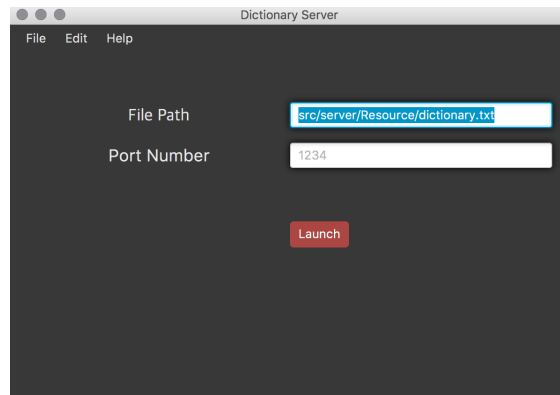 Dictionary Server
File Edit Help
File Path src/server/Resource/dictionary.txt
Port Number 1234
Launch